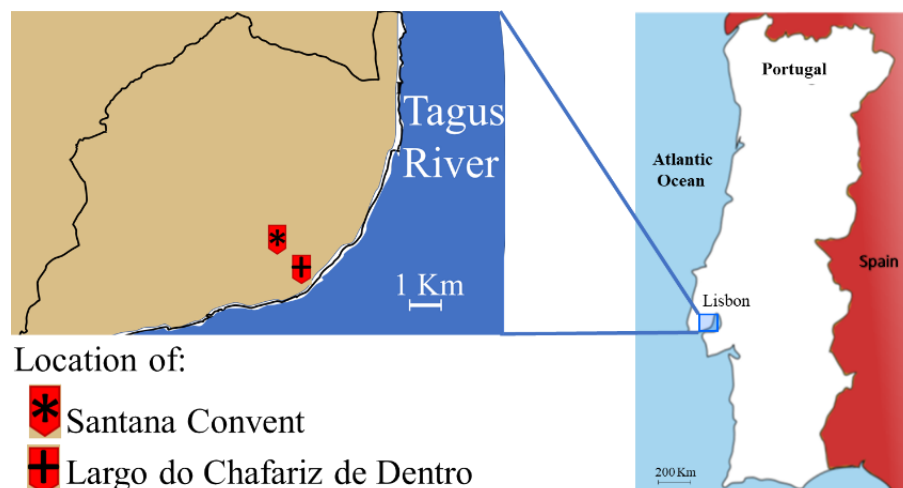 Tagus
River
1 Km
Location of:
Santana Convent
Largo do Chafariz de Dentro
Portugal
Atlantic
Ocean
Spain
Lisbon
200 Km